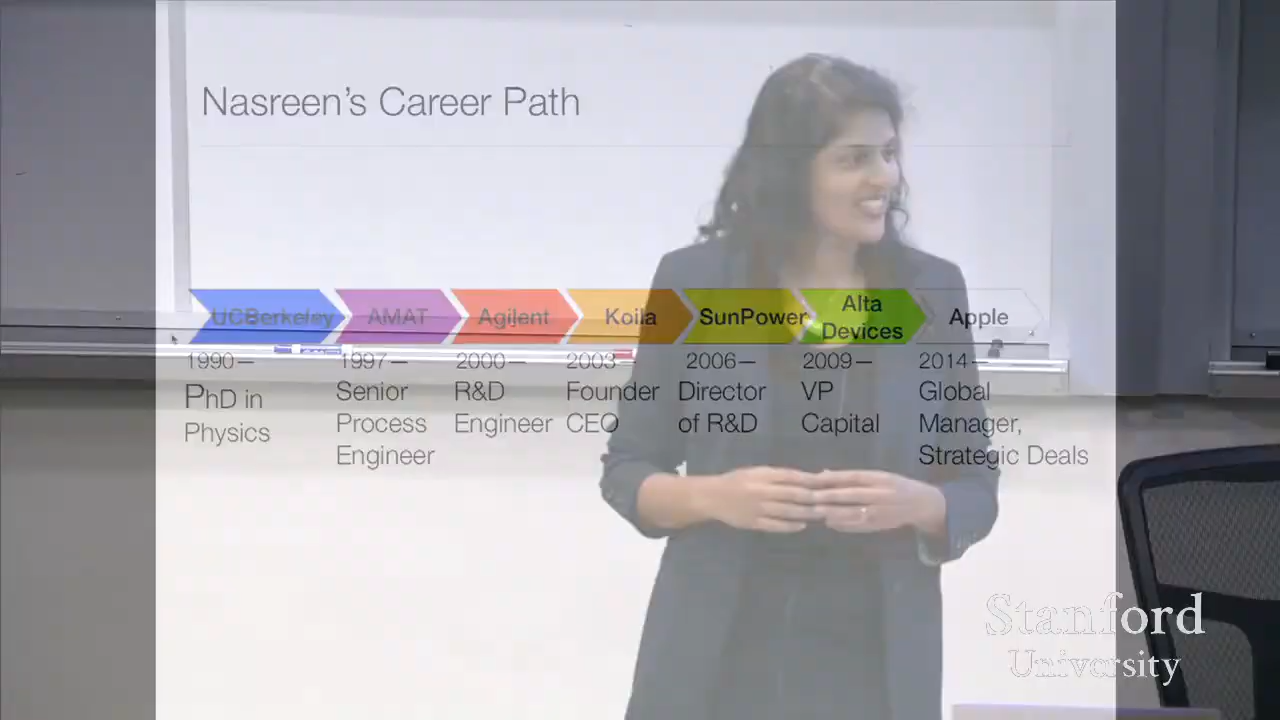 Nasreen's Career Path
UCBerkeley
AMAT
Agilent
Koila
SunPower
Alta
Devices
Apple
1990–
PhD in
Physics
1997–
Senior
Process
Engineer
2000–
R&D
Engineer
2003–
Founder
CEO
2006–
Director
of R&D
2009–
VP
Capital
2014–
Global
Manager,
Strategic Deals
Stanford
University